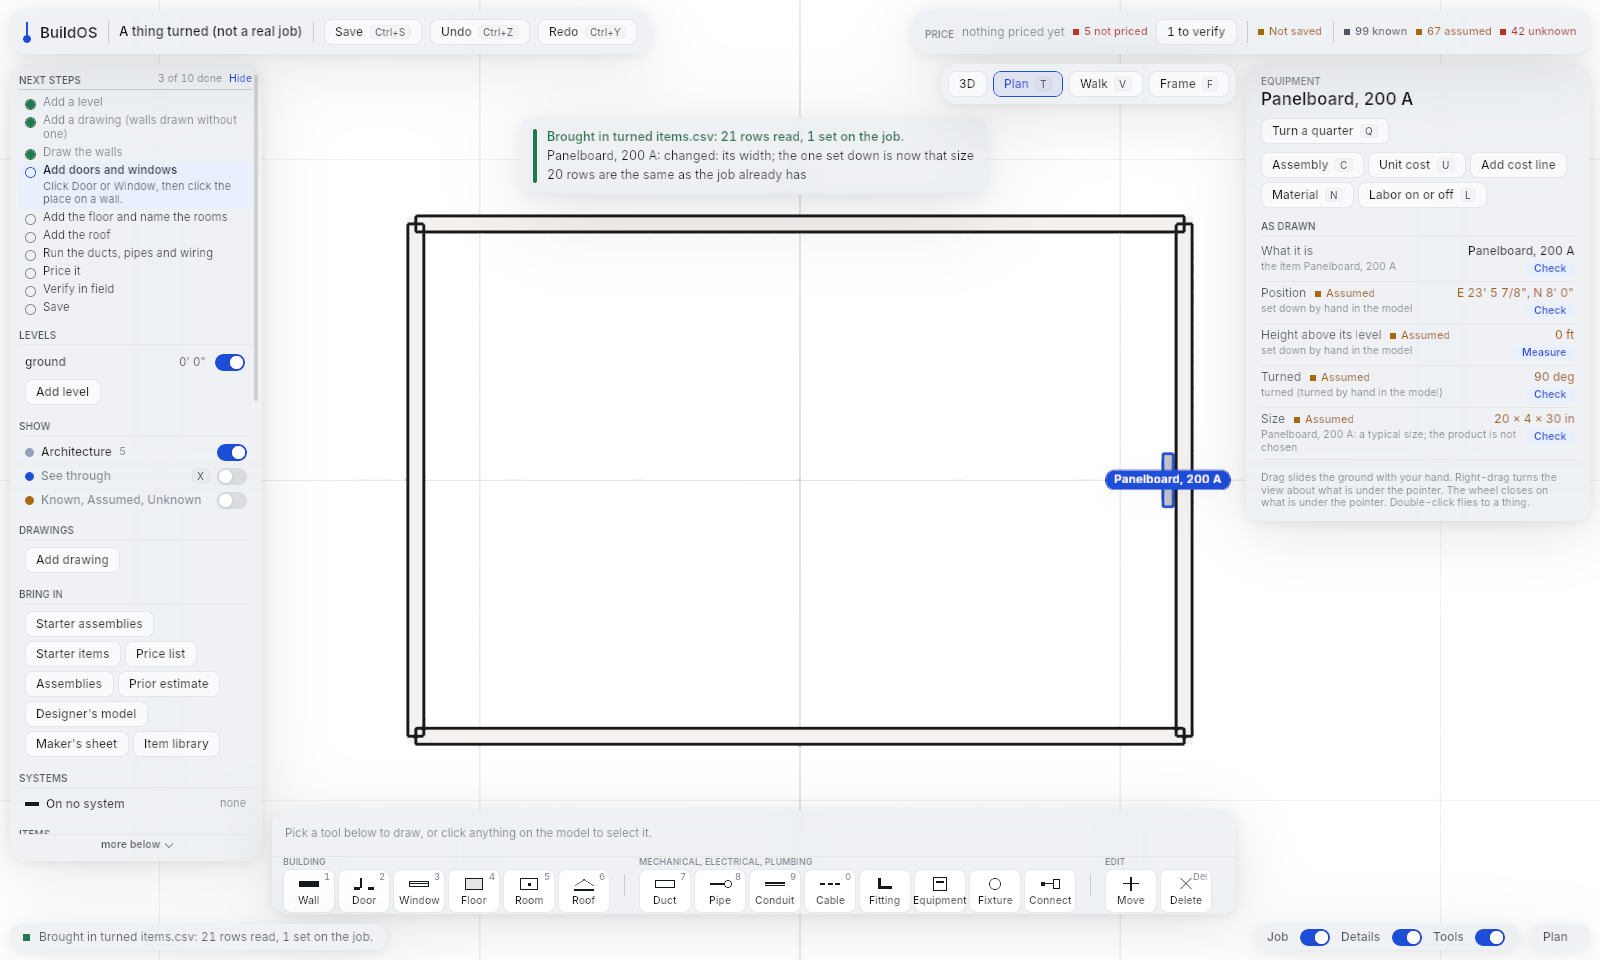 BuildOS
A thing turned (not a real job)
Save Ctrl+S
Undo Ctrl+Z
Redo Ctrl+Y
PRICE nothing priced yet
5 not priced
1 to verify
Not saved
99 known
67 assumed
42 unknown
3D
Plan T
Walk V
Frame F
NEXT STEPS 3 of 10 done Hide
Add a level
Add a drawing (walls drawn without
one)
Draw the walls
Add doors and windows
Click Door or Window, then click the
place on a wall.
Add the floor and name the rooms
Add the roof
Run the ducts, pipes and wiring
Price it
Verify in field
Save
LEVELS
ground 0' 0"
Add level
SHOW
Architecture 5
See through X
Known, Assumed, Unknown
DRAWINGS
Add drawing
BRING IN
Starter assemblies
Starter items Price list
Assemblies Prior estimate
Designer's model
Maker's sheet Item library
SYSTEMS
On no system none
ITEMS
more below
Brought in turned items.csv: 21 rows read, 1 set on the job.
Panelboard, 200 A: changed: its width; the one set down is now that size
20 rows are the same as the job already has
Panelboard, 200 A
EQUIPMENT
Panelboard, 200 A
Turn a quarter Q
Assembly C
Unit cost U
Add cost line
Material N
Labor on or off L
AS DRAWN
What it is Panelboard, 200 A
the item Panelboard, 200 A Check
Position Assumed E 23' 5 7/8", N 8' 0"
set down by hand in the model Check
Height above its level Assumed 0 ft
set down by hand in the model Measure
Turned Assumed 90 deg
turned (turned by hand in the model) Check
Size Assumed 20 × 4 × 30 in
Panelboard, 200 A: a typical size; the product is not Check
chosen
Drag slides the ground with your hand. Right-drag turns the
view about what is under the pointer. The wheel closes on
what is under the pointer. Double-click flies to a thing.
Pick a tool below to draw, or click anything on the model to select it.
BUILDING
Wall 1
Door 2
Window 3
Floor 4
Room 5
Roof 6
MECHANICAL, ELECTRICAL, PLUMBING
Duct 7
Pipe 8
Conduit 9
Cable 0
Fitting
Equipment
Fixture
Connect
EDIT
Move
Delete Del
Brought in turned items.csv: 21 rows read, 1 set on the job.
Job
Details
Tools
Plan